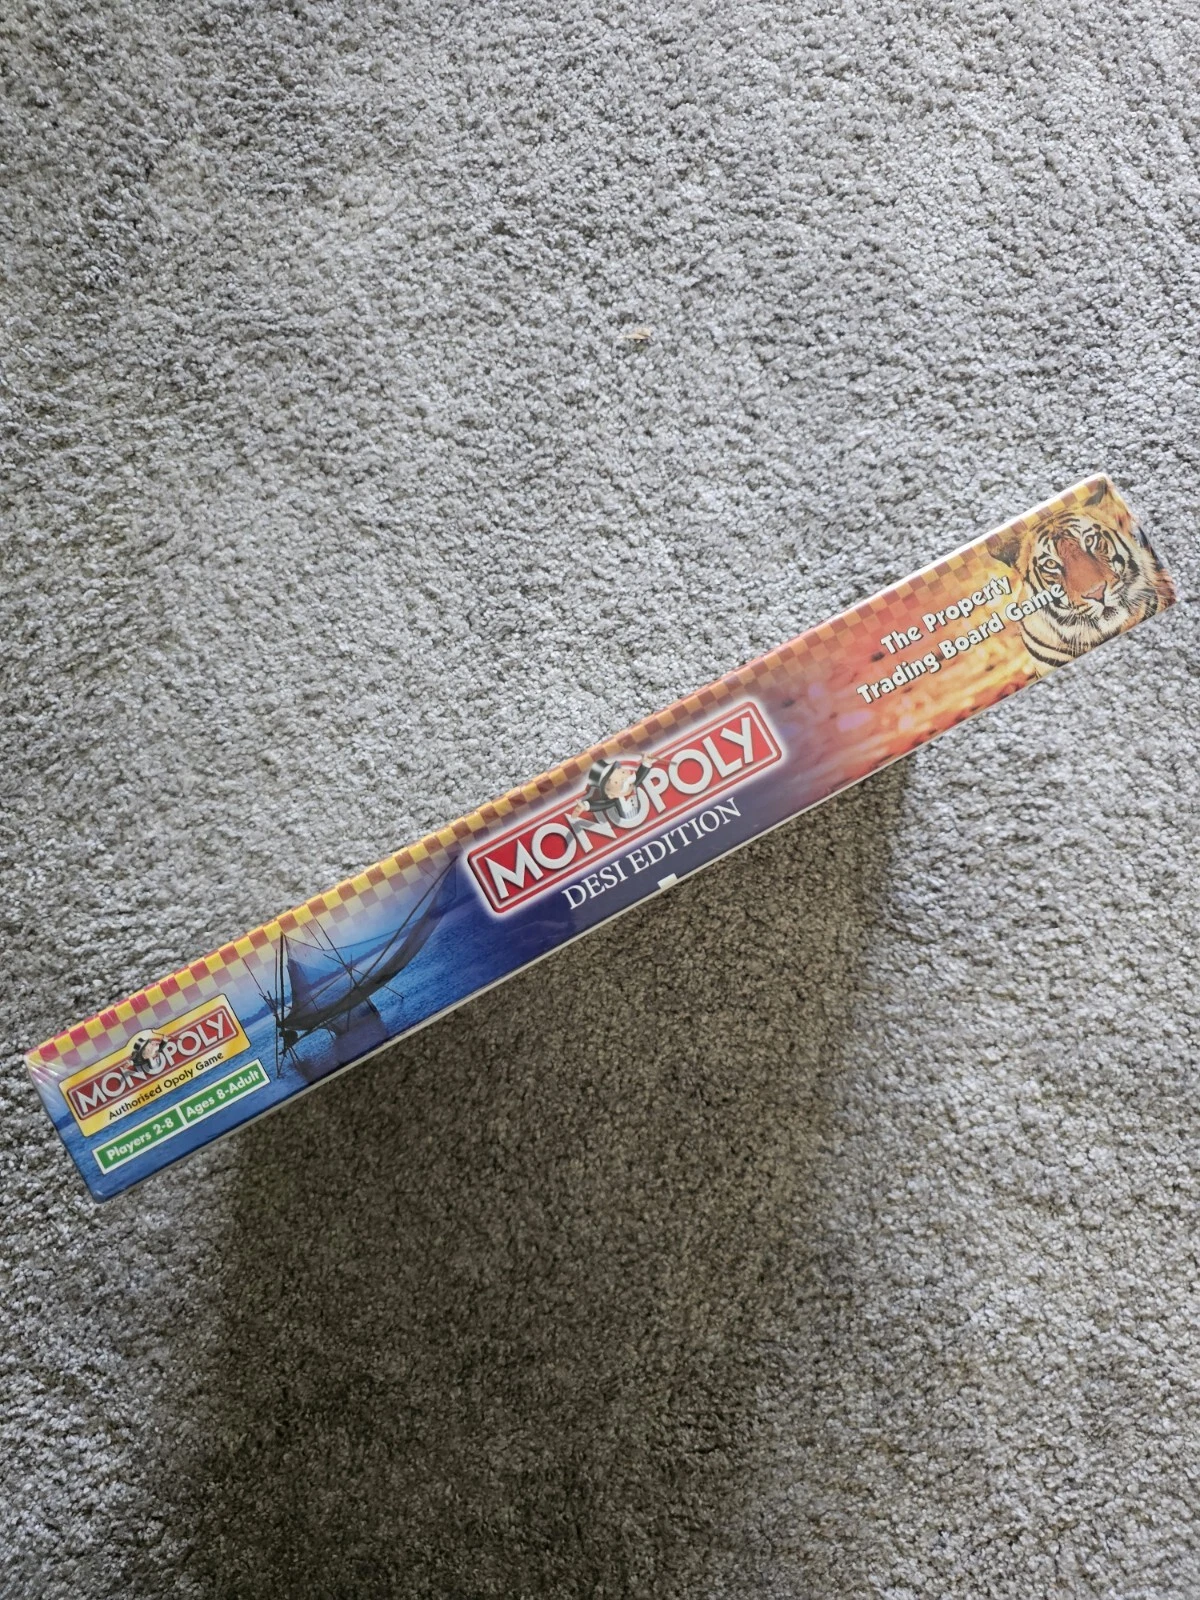 MONOPOLY
Authorised Opoly Game
Players 2-8
Ages 8-Adult
MONOPOLY
DESI EDITION
The Property
Trading Board Game